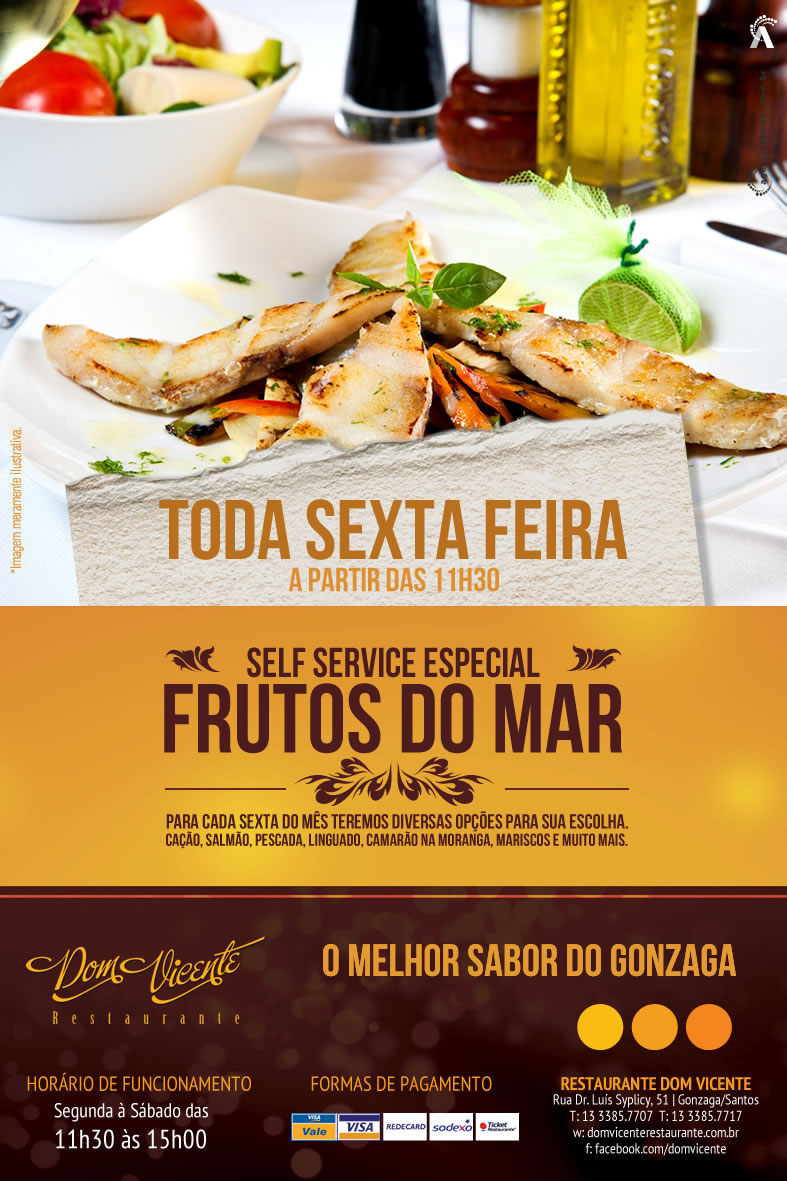 *Imagem meramente ilustrativa.
TODA SEXTA FEIRA
A PARTIR DAS 11H30
SELF SERVICE ESPECIAL
FRUTOS DO MAR
PARA CADA SEXTA DO MÊS TEREMOS DIVERSAS OPÇÕES PARA SUA ESCOLHA.
CAÇÃO, SALMÃO, PESCADA, LINGUADO, CAMARÃO NA MORANGA, MARISCOS E MUITO MAIS.
Dom Vicente
Restaurante
O MELHOR SABOR DO GONZAGA
HORÁRIO DE FUNCIONAMENTO
Segunda à Sábado das
11h30 às 15h00
FORMAS DE PAGAMENTO
VISA Vale VISA REDECARD sodexo Ticket Restaurante
RESTAURANTE DOM VICENTE
Rua Dr. Luís Syplicy, 51 | Gonzaga/Santos
T: 13 3385.7707 T: 13 3385.7717
w: domvicenterestaurante.com.br
f: facebook.com/domvicente